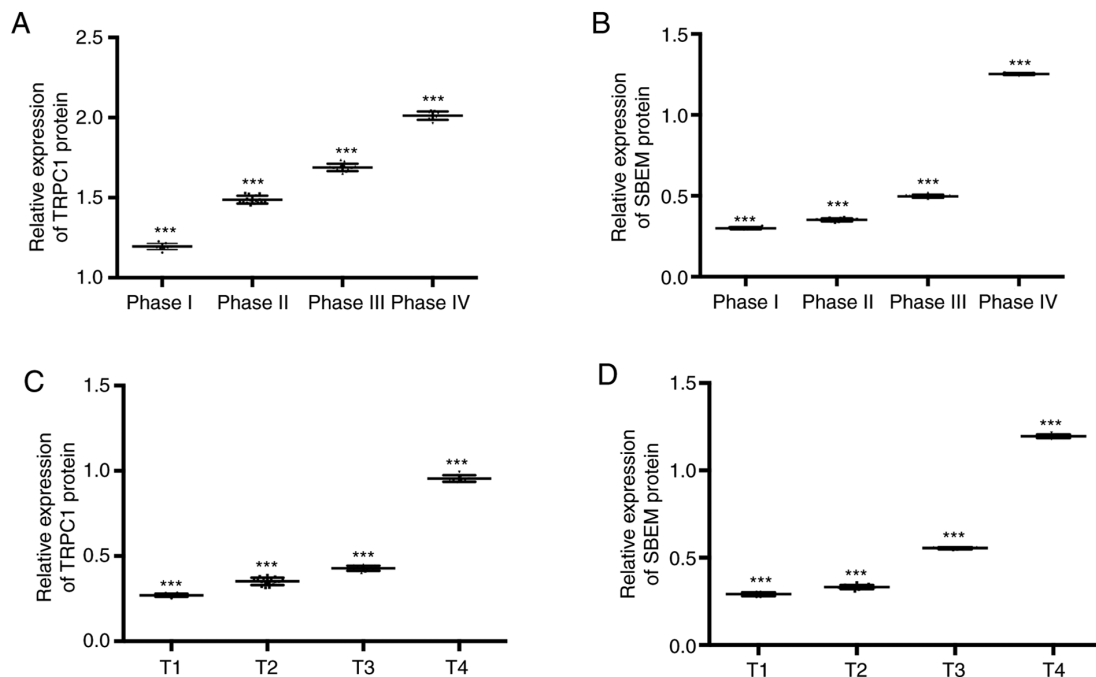 A
Relative expression
of TRPC1 protein
2.5
2.0
1.5
1.0
***
***
***
***
Phase I
Phase II
Phase III
Phase IV
B
Relative expression
of SBEM protein
1.5
1.0
0.5
0.0
***
***
***
***
Phase I
Phase II
Phase III
Phase IV
C
Relative expression
of TRPC1 protein
1.5
1.0
0.5
0.0
***
***
***
***
T1
T2
T3
T4
D
Relative expression
of SBEM protein
1.5
1.0
0.5
0.0
***
***
***
***
T1
T2
T3
T4